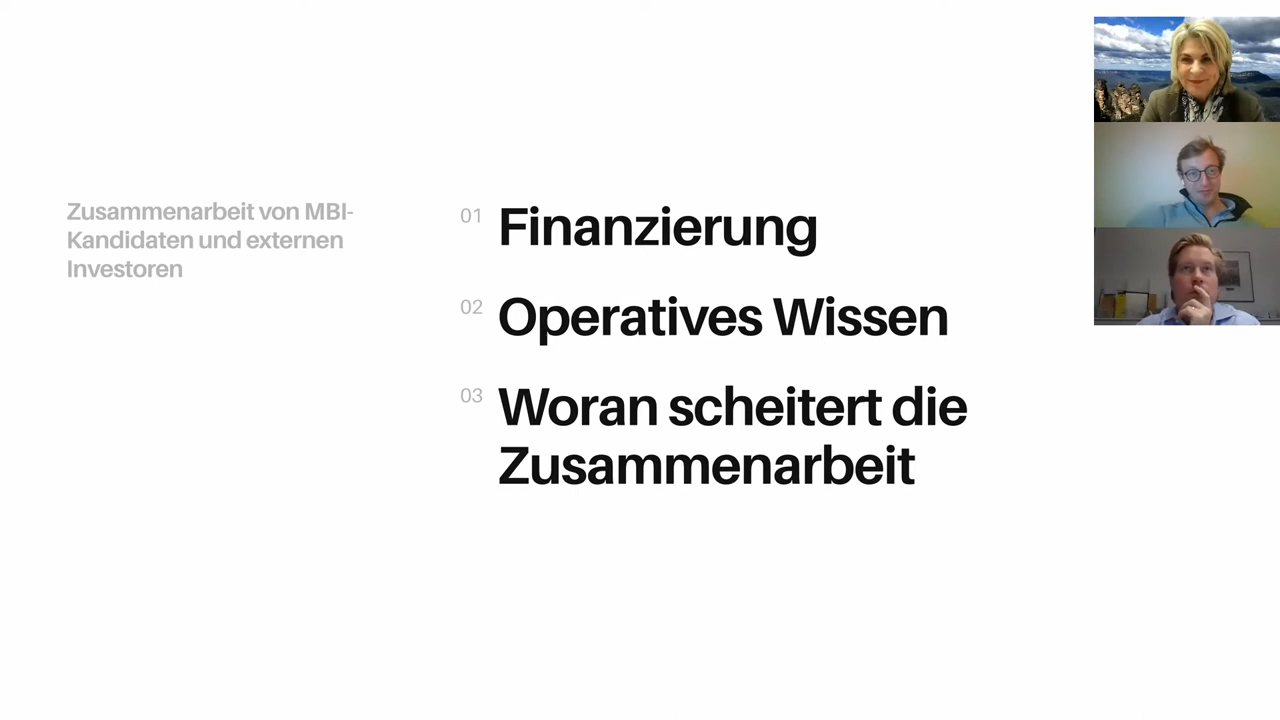 Zusammenarbeit von MBI-
Kandidaten und externen
Investoren
01 Finanzierung
02 Operatives Wissen
03 Woran scheitert die
Zusammenarbeit